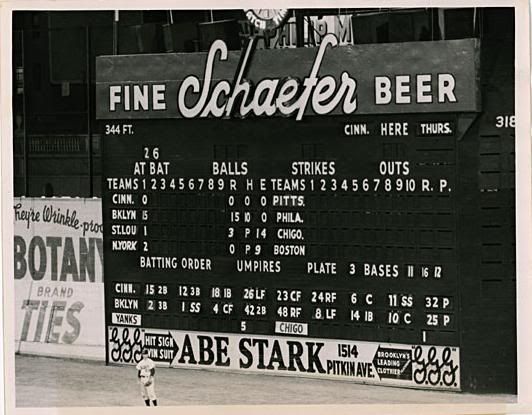 FINE Schaefer BEER
344 FT. CINN. HERE THURS.
318
2 6
AT BAT BALLS STRIKES OUTS
TEAMS 1 2 3 4 5 6 7 8 9 R H E TEAMS 1 2 3 4 5 6 7 8 9 10 R. P.
CINN. 0 0 0 0 PITTS.
BKLYN 15 15 10 0 PHILA.
ST.LOU 1 3 P 14 CHIGO.
N.YORK 2 0 P 9 BOSTON
BATTING ORDER UMPIRES PLATE 3 BASES 11 16 12
CINN. 15 2B 12 3B 18 1B 26 LF 23 CF 24 RF 6 C 11 SS 32 P
BKLYN 2 3B 1 SS 4 CF 42 2B 48 RF 8 LF 14 1B 10 C 25 P
YANKS 5 CHIGO 1
They're Wrinkle-proo
BOTANY
BRAND
TIES
HIT SIGN
WIN SUIT
ABE STARK
1514
PITKIN AVE.
BROOKLYN'S
LEADING
CLOTHIER